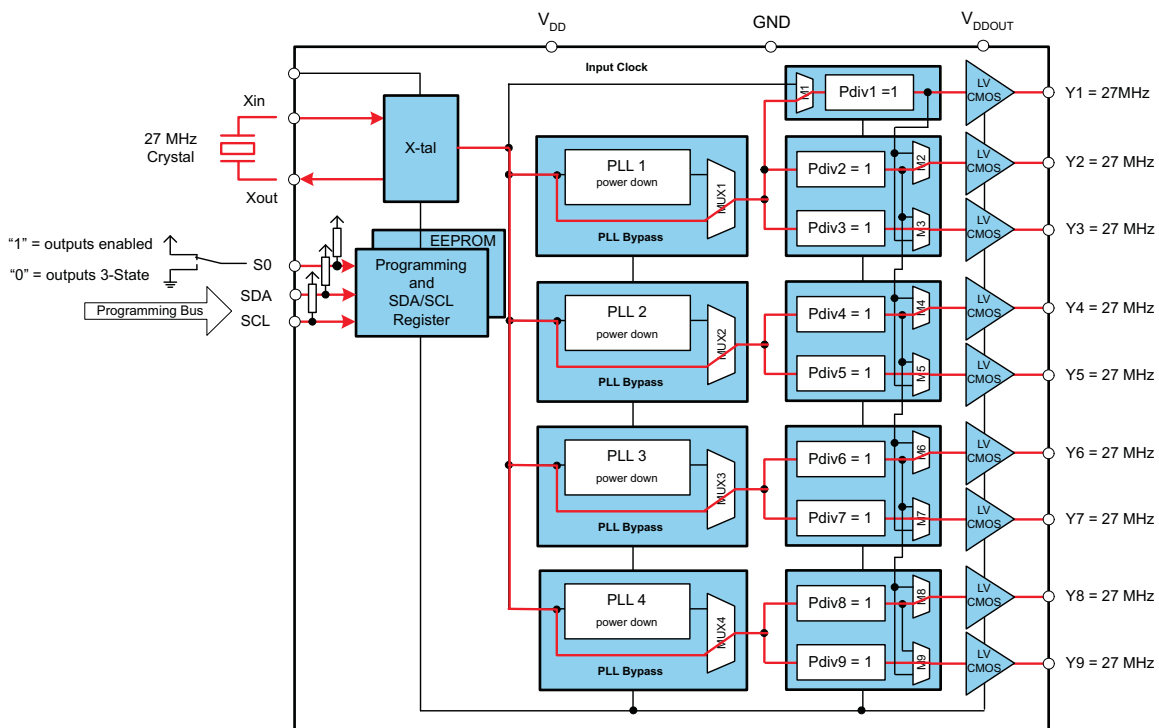 V_DD
GND
V_DDOUT
Input Clock
Xin
27 MHz
Crystal
Xout
X-tal
M1
Pdiv1 =1
LV
CMOS
Y1 = 27MHz
PLL 1
power down
MUX1
PLL Bypass
Pdiv2 = 1
M2
LV
CMOS
Y2 = 27 MHz
Pdiv3 = 1
M3
LV
CMOS
Y3 = 27 MHz
“1” = outputs enabled
“0” = outputs 3-State
S0
SDA
SCL
Programming Bus
EEPROM
Programming
and
SDA/SCL
Register
PLL 2
power down
MUX2
PLL Bypass
Pdiv4 = 1
M4
LV
CMOS
Y4 = 27 MHz
Pdiv5 = 1
M5
LV
CMOS
Y5 = 27 MHz
PLL 3
power down
MUX3
PLL Bypass
Pdiv6 = 1
M6
LV
CMOS
Y6 = 27 MHz
Pdiv7 = 1
M7
LV
CMOS
Y7 = 27 MHz
PLL 4
power down
MUX4
PLL Bypass
Pdiv8 = 1
M8
LV
CMOS
Y8 = 27 MHz
Pdiv9 = 1
M9
LV
CMOS
Y9 = 27 MHz